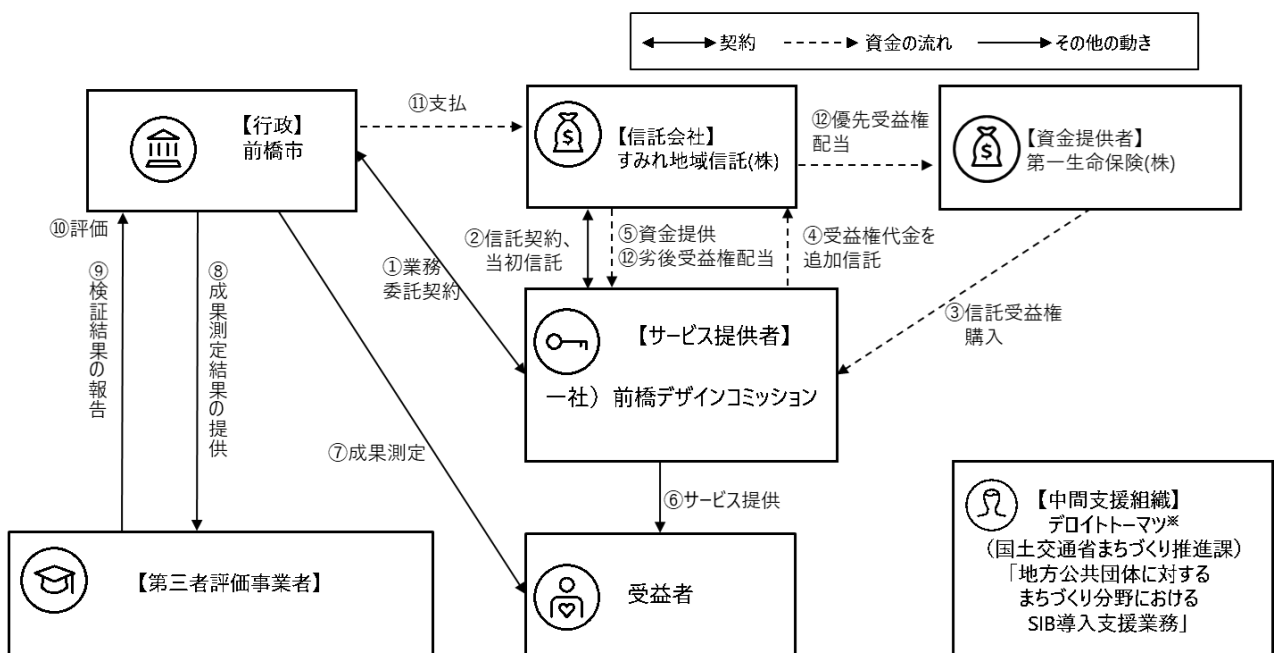 契約
資金の流れ
その他の動き
【行政】
前橋市
⑪支払
【信託会社】
すみれ地域信託(株)
⑫優先受益権
配当
【資金提供者】
第一生命保険(株)
⑩評価
⑨検証結果の報告
⑧成果測定結果の提供
①業務
委託契約
②信託契約、
当初信託
⑤資金提供
⑫劣後受益権配当
④受益権代金を
追加信託
③信託受益権
購入
【サービス提供者】
一社）前橋デザインコミッション
⑦成果測定
⑥サービス提供
【第三者評価事業者】
受益者
【中間支援組織】
デロイトトーマツ※
（国土交通省まちづくり推進課）
「地方公共団体に対する
まちづくり分野における
SIB導入支援業務」